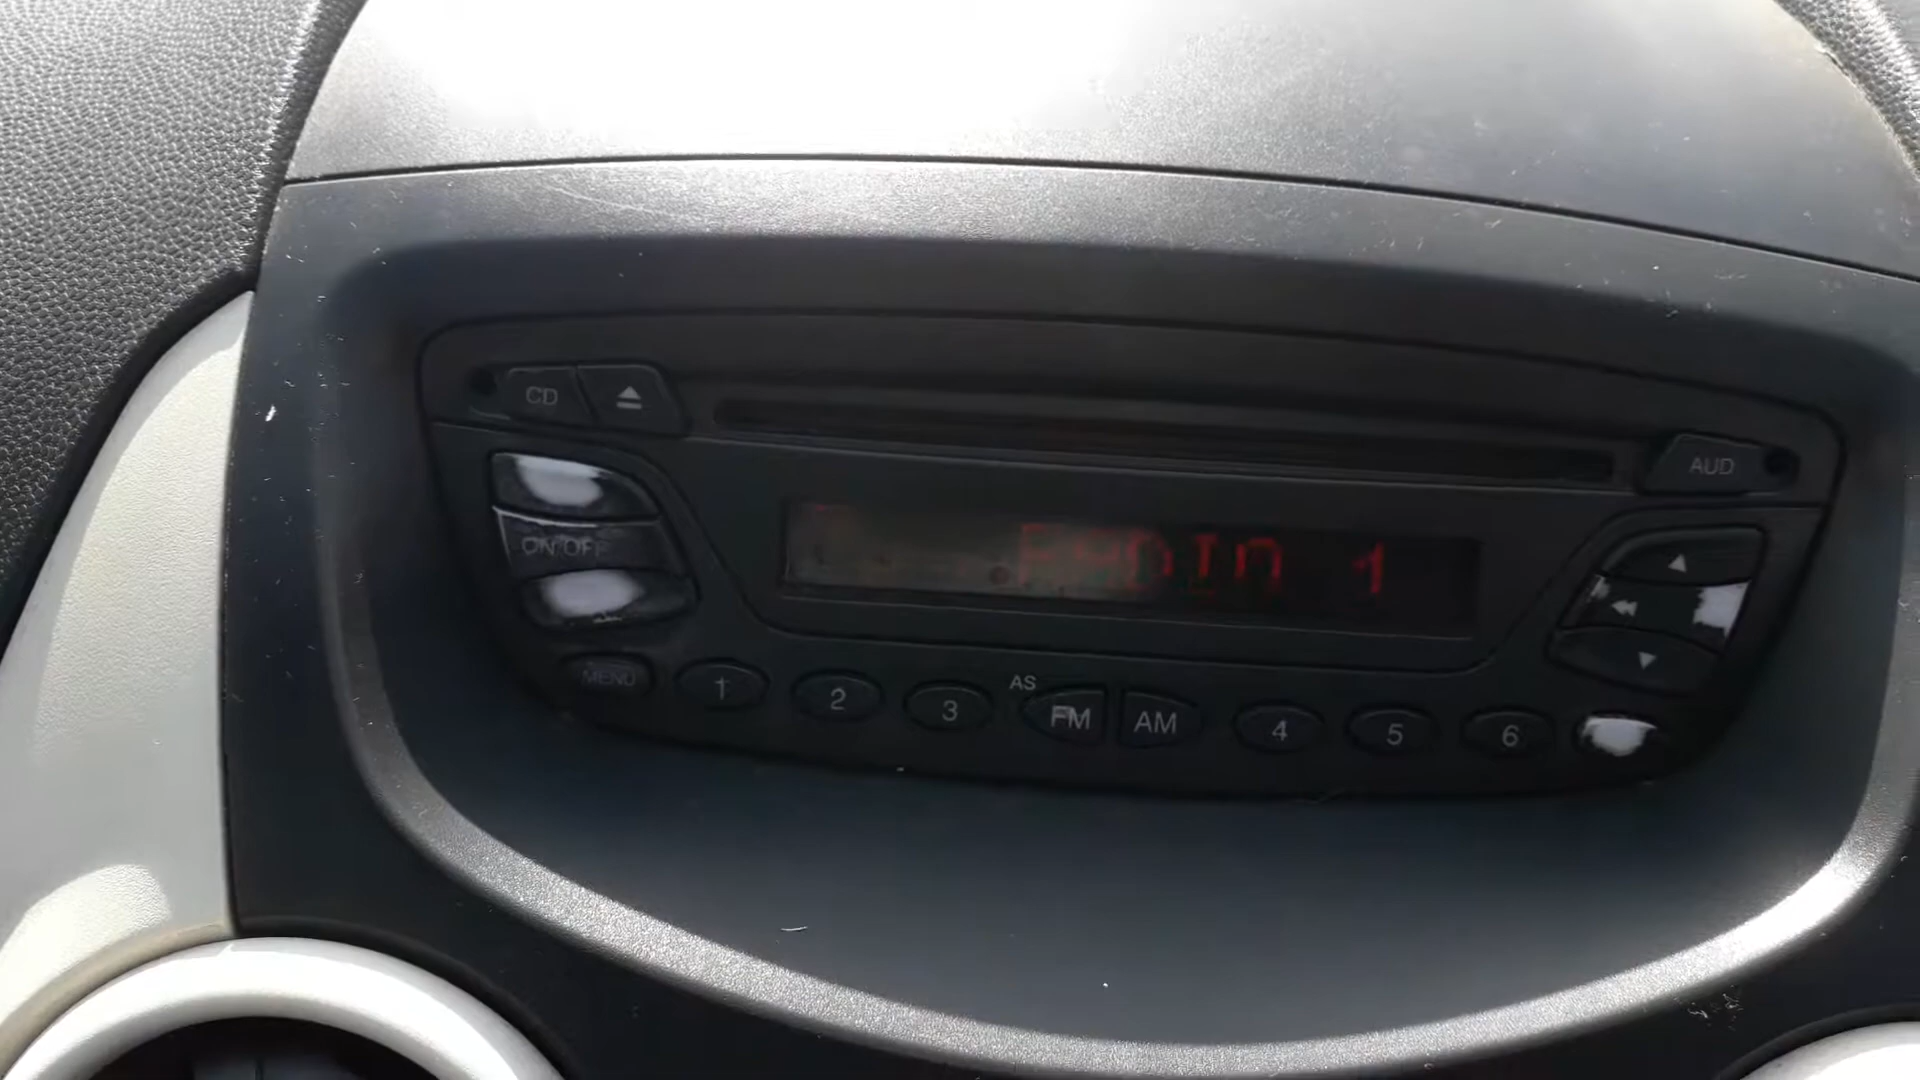 CD
AUD
ON/OFF
RADIO 1
MENU 1 2 3 AS FM AM 4 5 6